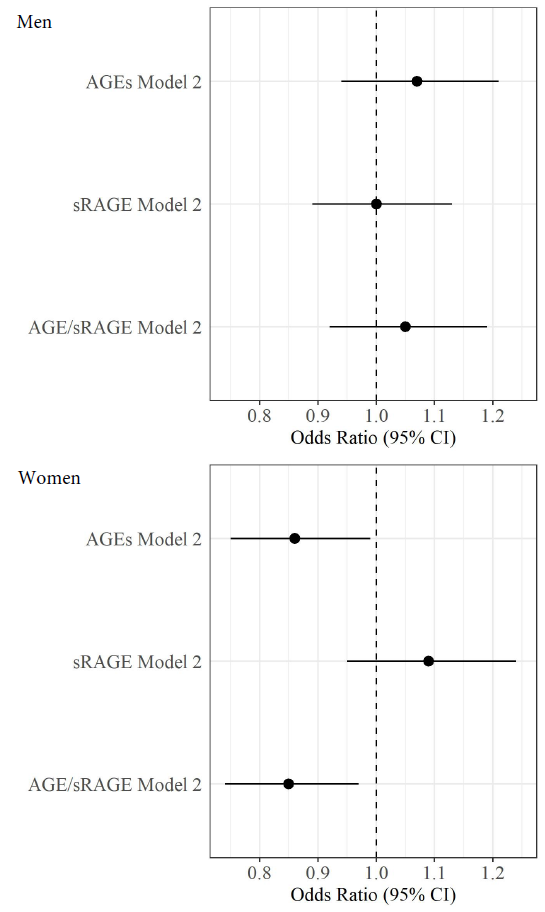 Men
AGEs Model 2
sRAGE Model 2
AGE/sRAGE Model 2
0.8 0.9 1.0 1.1 1.2
Odds Ratio (95% CI)
Women
AGEs Model 2
sRAGE Model 2
AGE/sRAGE Model 2
0.8 0.9 1.0 1.1 1.2
Odds Ratio (95% CI)